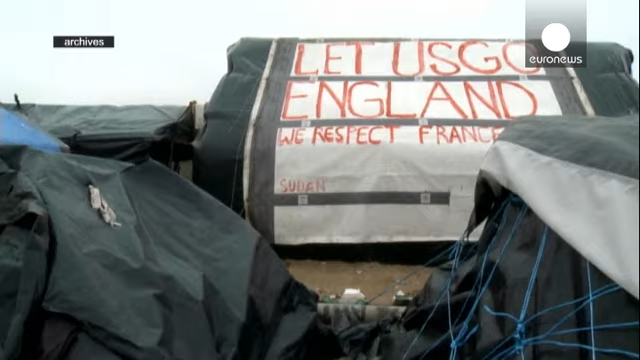 archives
LET US GO
ENGLAND
WE RESPECT FRANCE
SUDAN
euronews